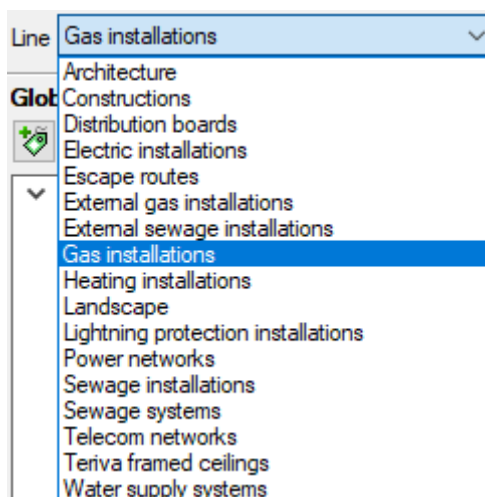 Line Gas installations
Architecture
Constructions
Distribution boards
Electric installations
Escape routes
External gas installations
External sewage installations
Gas installations
Heating installations
Landscape
Lightning protection installations
Power networks
Sewage installations
Sewage systems
Telecom networks
Teriva framed ceilings
Water supply systems